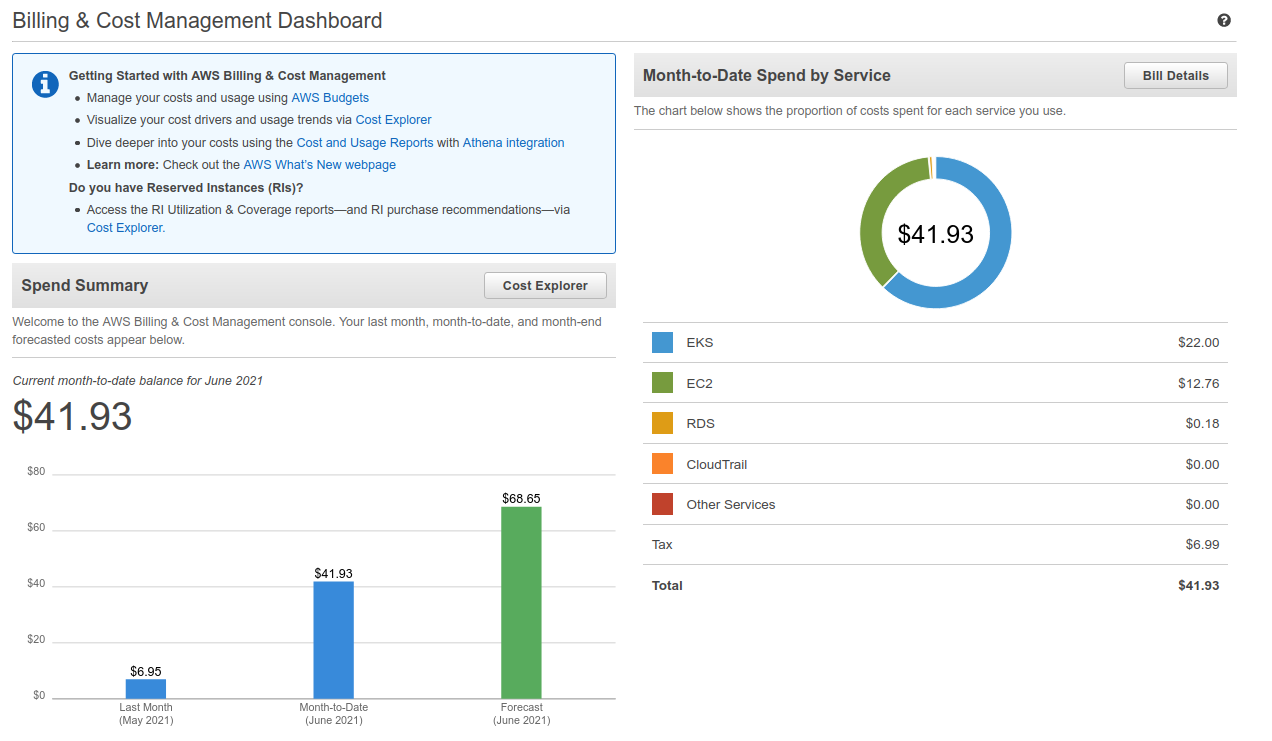 Billing & Cost Management Dashboard
Getting Started with AWS Billing & Cost Management
Manage your costs and usage using AWS Budgets
Visualize your cost drivers and usage trends via Cost Explorer
Dive deeper into your costs using the Cost and Usage Reports with Athena integration
Learn more: Check out the AWS What's New webpage
Do you have Reserved Instances (RIs)?
Access the RI Utilization & Coverage reports—and RI purchase recommendations—via
Cost Explorer.
Spend Summary
Cost Explorer
Welcome to the AWS Billing & Cost Management console. Your last month, month-to-date, and month-end
forecasted costs appear below.
Current month-to-date balance for June 2021
$41.93
$80
$60
$40
$20
$0
$6.95
$41.93
$68.65
Last Month
(May 2021)
Month-to-Date
(June 2021)
Forecast
(June 2021)
Month-to-Date Spend by Service
Bill Details
The chart below shows the proportion of costs spent for each service you use.
$41.93
EKS $22.00
EC2 $12.76
RDS $0.18
CloudTrail $0.00
Other Services $0.00
Tax $6.99
Total $41.93